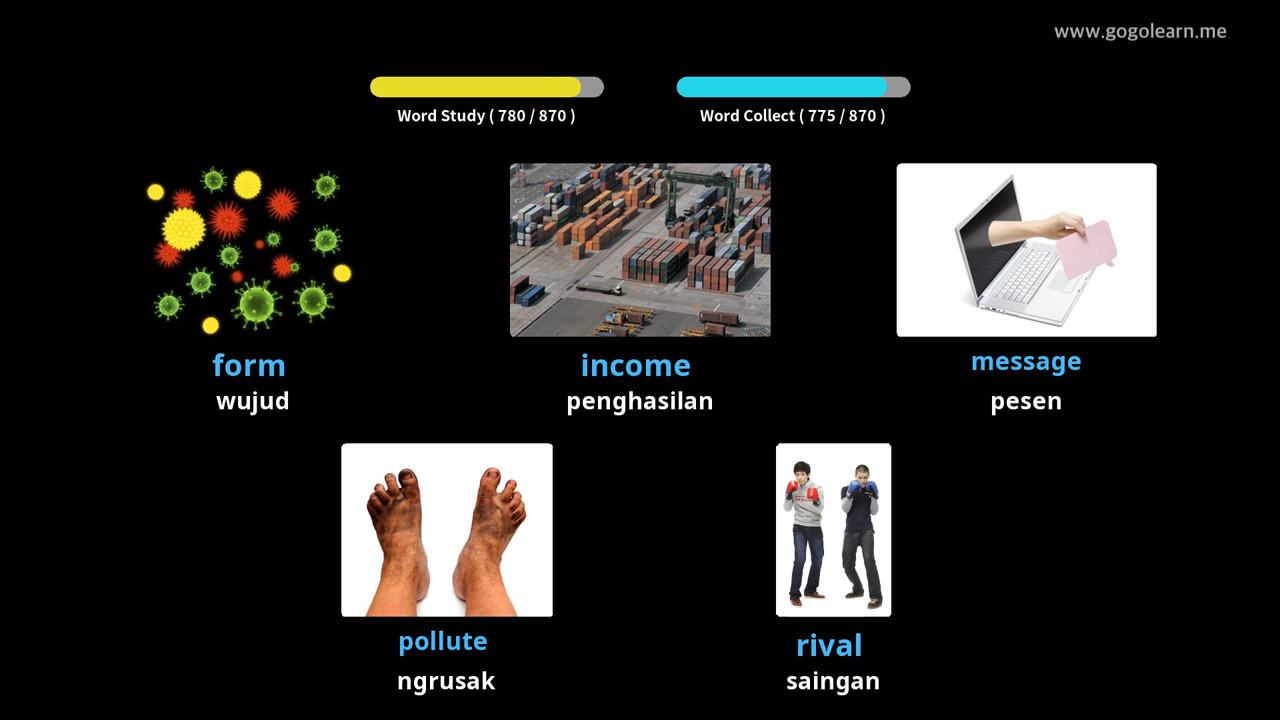 www.gogolearn.me
Word Study ( 780 / 870 )
Word Collect ( 775 / 870 )
form
income
message
wujud
penghasilan
pesen
pollute
rival
ngrusak
saingan